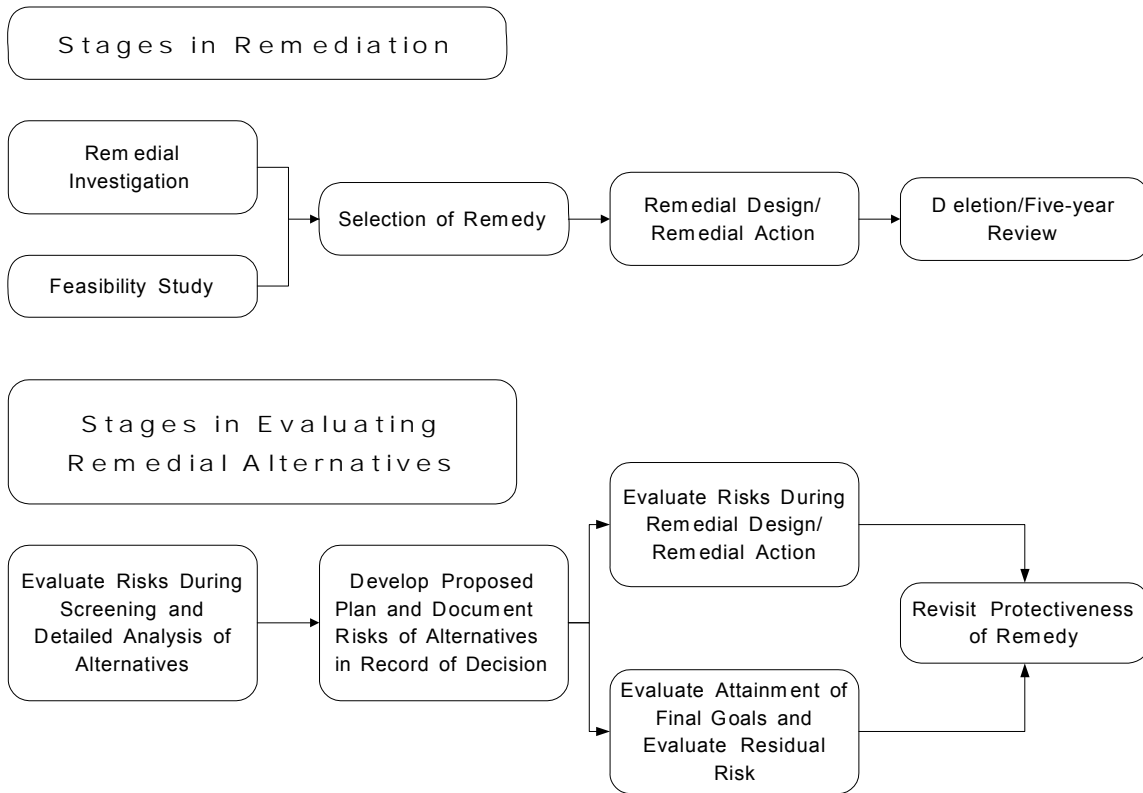 Stages in Remediation
Remedial
Investigation
Feasibility Study
Selection of Remedy
Remedial Design/
Remedial Action
Deletion/Five-year
Review
Stages in Evaluating
Remedial Alternatives
Evaluate Risks During
Screening and
Detailed Analysis of
Alternatives
Develop Proposed
Plan and Document
Risks of Alternatives
in Record of Decision
Evaluate Risks During
Remedial Design/
Remedial Action
Evaluate Attainment of
Final Goals and
Evaluate Residual
Risk
Revisit Protectiveness
of Remedy